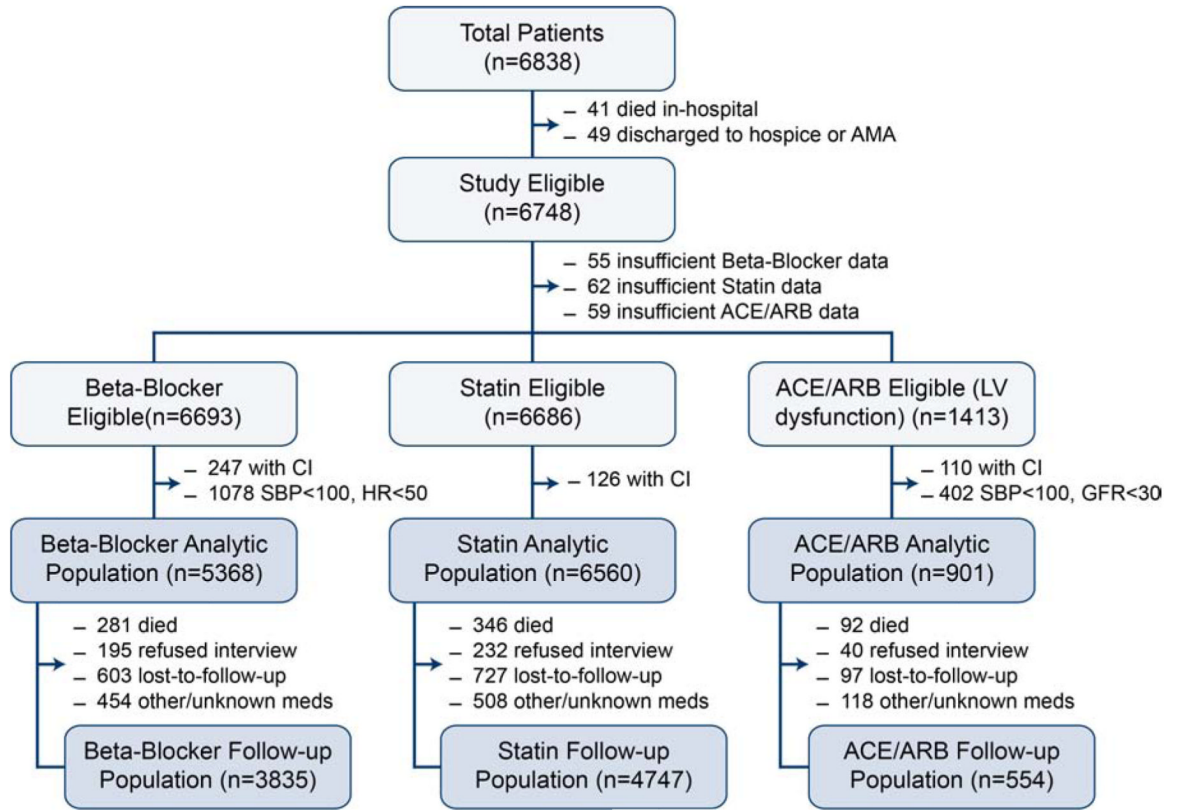 Total Patients
(n=6838)
– 41 died in-hospital
– 49 discharged to hospice or AMA
Study Eligible
(n=6748)
– 55 insufficient Beta-Blocker data
– 62 insufficient Statin data
– 59 insufficient ACE/ARB data
Beta-Blocker
Eligible(n=6693)
Statin Eligible
(n=6686)
ACE/ARB Eligible (LV
dysfunction) (n=1413)
– 247 with CI
– 1078 SBP<100, HR<50
– 126 with CI
– 110 with CI
– 402 SBP<100, GFR<30
Beta-Blocker Analytic
Population (n=5368)
Statin Analytic
Population (n=6560)
ACE/ARB Analytic
Population (n=901)
– 281 died
– 195 refused interview
– 603 lost-to-follow-up
– 454 other/unknown meds
– 346 died
– 232 refused interview
– 727 lost-to-follow-up
– 508 other/unknown meds
– 92 died
– 40 refused interview
– 97 lost-to-follow-up
– 118 other/unknown meds
Beta-Blocker Follow-up
Population (n=3835)
Statin Follow-up
Population (n=4747)
ACE/ARB Follow-up
Population (n=554)